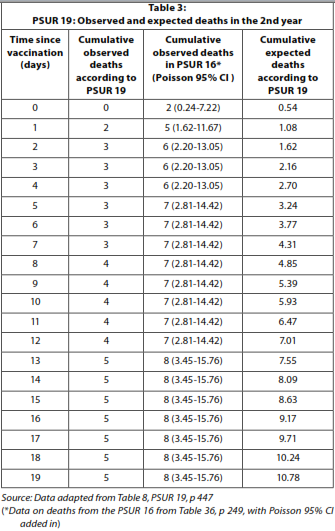 Table 3:
PSUR 19: Observed and expected deaths in the 2nd year
Time since vaccination (days) | Cumulative observed deaths according to PSUR 19 | Cumulative observed deaths in PSUR 16* (Poisson 95% CI ) | Cumulative expected deaths according to PSUR 19
0 | 0 | 2 (0.24-7.22) | 0.54
1 | 2 | 5 (1.62-11.67) | 1.08
2 | 3 | 6 (2.20-13.05) | 1.62
3 | 3 | 6 (2.20-13.05) | 2.16
4 | 3 | 6 (2.20-13.05) | 2.70
5 | 3 | 7 (2.81-14.42) | 3.24
6 | 3 | 7 (2.81-14.42) | 3.77
7 | 3 | 7 (2.81-14.42) | 4.31
8 | 4 | 7 (2.81-14.42) | 4.85
9 | 4 | 7 (2.81-14.42) | 5.39
10 | 4 | 7 (2.81-14.42) | 5.93
11 | 4 | 7 (2.81-14.42) | 6.47
12 | 4 | 7 (2.81-14.42) | 7.01
13 | 5 | 8 (3.45-15.76) | 7.55
14 | 5 | 8 (3.45-15.76) | 8.09
15 | 5 | 8 (3.45-15.76) | 8.63
16 | 5 | 8 (3.45-15.76) | 9.17
17 | 5 | 8 (3.45-15.76) | 9.71
18 | 5 | 8 (3.45-15.76) | 10.24
19 | 5 | 8 (3.45-15.76) | 10.78
Source: Data adapted from Table 8, PSUR 19, p 447
(*Data on deaths from the PSUR 16 from Table 36, p 249, with Poisson 95% CI
added in)